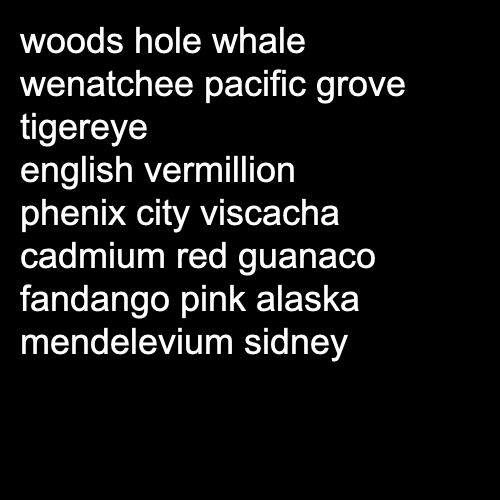 woods hole whale
wenatchee pacific grove
tigereye
english vermillion
phenix city viscacha
cadmium red guanaco
fandango pink alaska
mendelevium sidney